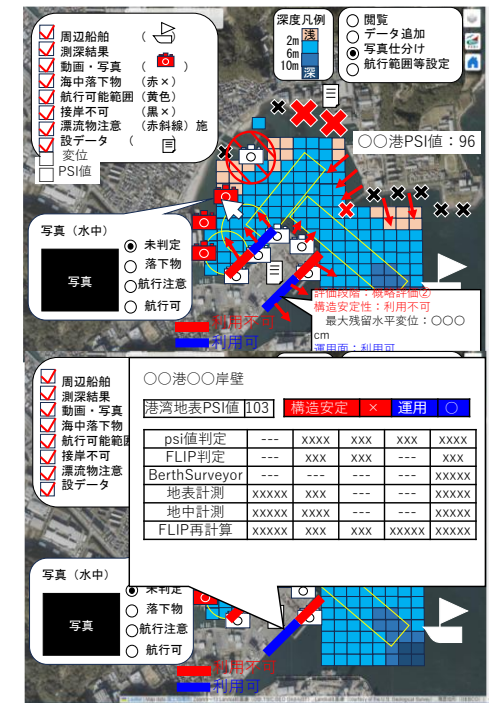 周辺船舶 ( )
測深結果
動画・写真 ( )
海中落下物 (赤×)
航行可能範囲 (黄色)
接岸不可 (黒×)
漂流物注意 (赤斜線) 施
設データ (
変位
PSI値
深度凡例
浅
2m
6m
10m
深
閲覧
データ追加
写真仕分け
航行範囲等設定
○○港PSI値:96
写真 (水中)
写真
未判定
落下物
航行注意
航行可
評価段階:概略評価②
構造安定性:利用不可
最大残留水平変位:○○○
cm
運用面:利用可
利用不可
利用可
周辺船舶
測深結果
動画・写真
海中落下物
航行可能範囲
接岸不可
漂流物注意
設データ
○○港○○岸壁
港湾地表PSI値 103 構造安定 × 運用 ○
psi値判定 --- xxxx xxx xxx xxxx
FLIP判定 --- xxx xxx --- xxx
BerthSurveyor --- --- --- --- xxxxx
地表計測 xxxxx xxx --- --- xxxxx
地中計測 xxxxx xxxx --- --- xxxxx
FLIP再計算 xxxxx xxx xxx xxxxx xxxxx
写真 (水中)
写真
未判定
落下物
航行注意
航行可
利用不可
利用可